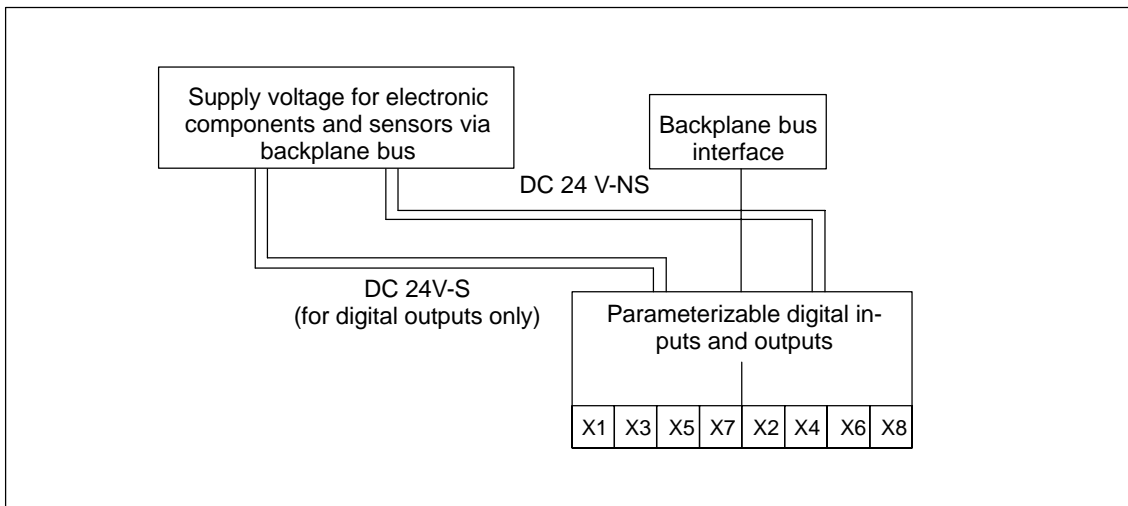 Supply voltage for electronic
components and sensors via
backplane bus
Backplane bus
interface
DC 24 V-NS
DC 24V-S
(for digital outputs only)
Parameterizable digital in-
puts and outputs
X1 X3 X5 X7 X2 X4 X6 X8